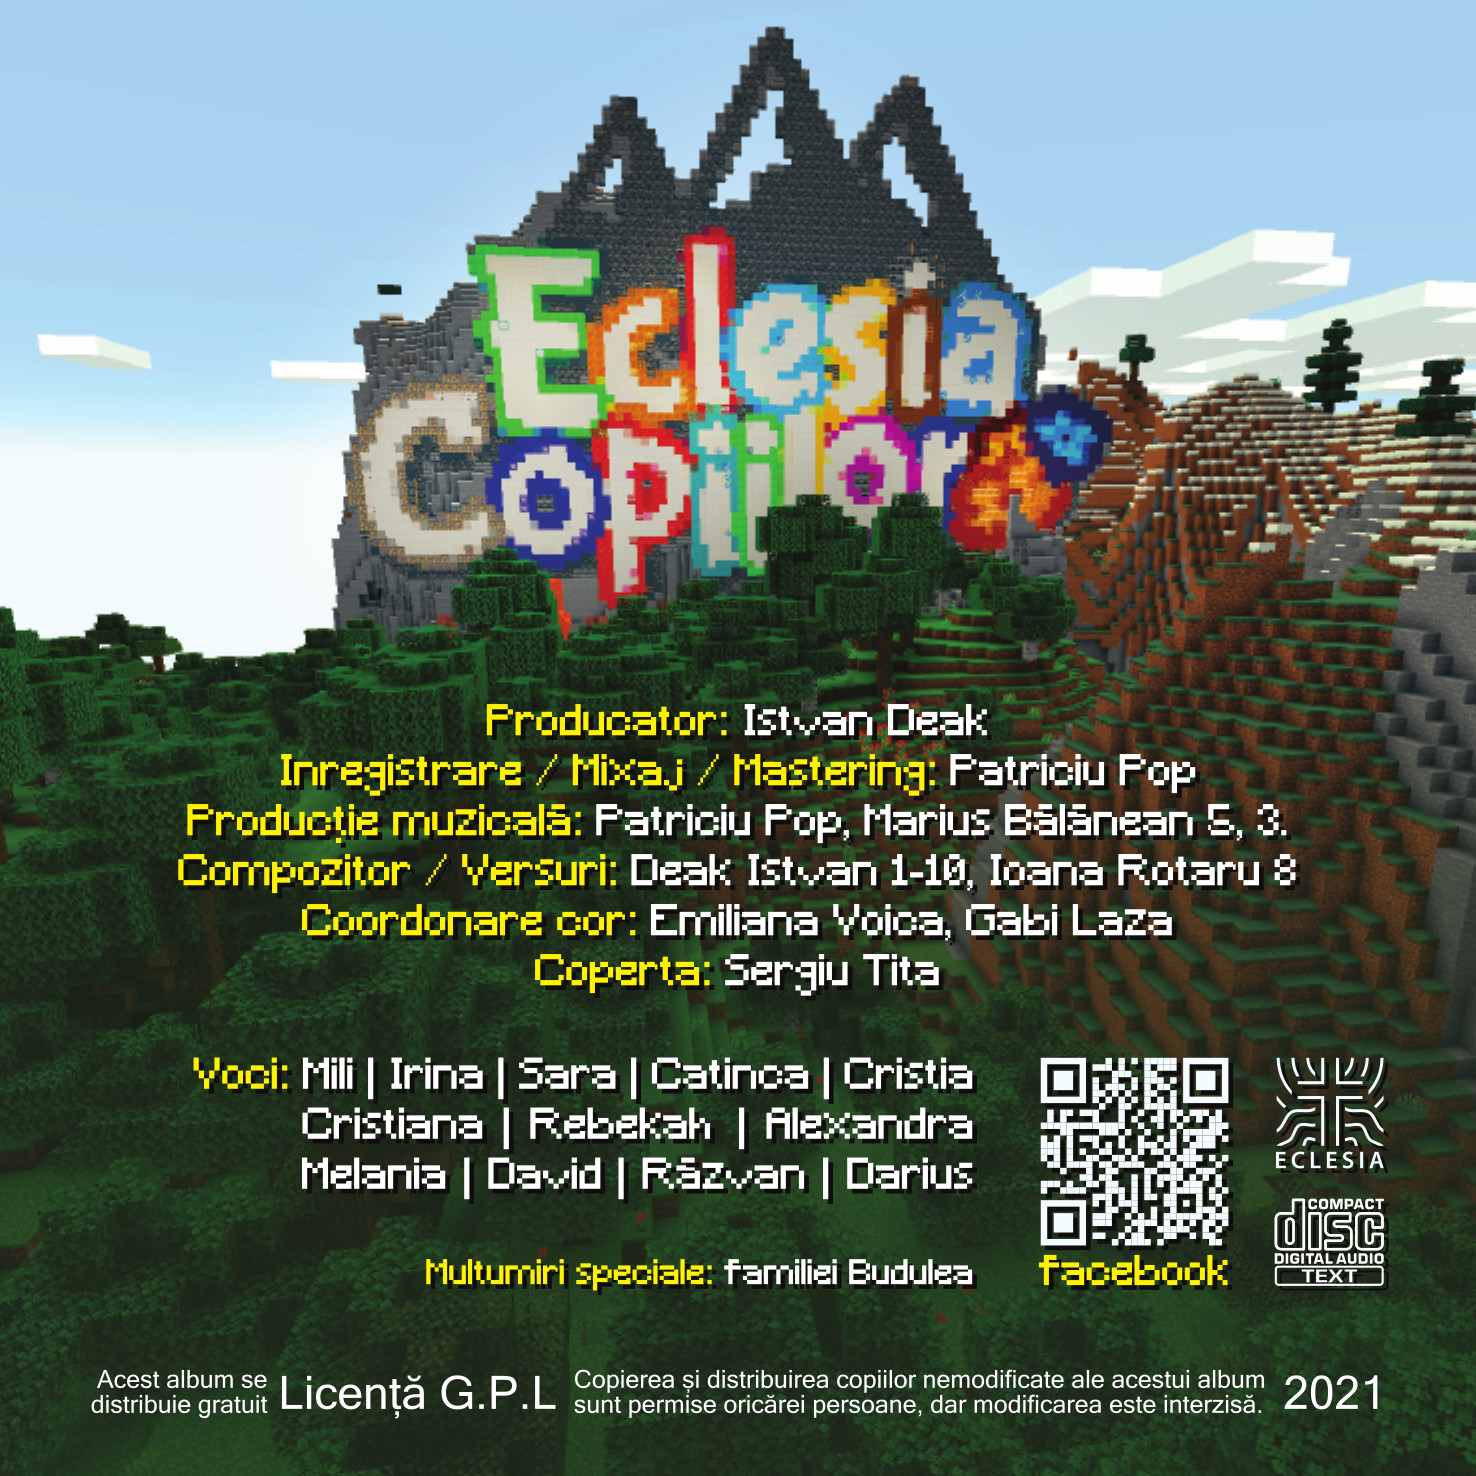 Eclesia
Copiilor
Producator: Istvan Deak
Inregistrare / Mixaj / Mastering: Patriciu Pop
Producție muzicală: Patriciu Pop, Marius Bălănean 5, 3.
Compozitor / Versuri: Deak Istvan 1-10, Ioana Rotaru 8
Coordonare cor: Emiliana Voica, Gabi Laza
Coperta: Sergiu Tita
Voci: Mili | Irina | Sara | Catinca | Cristia
Cristiana | Rebekah | Alexandra
Melania | David | Răzvan | Darius
Multumiri speciale: familiei Budulea
facebook
ECLESIA
COMPACT
disc
DIGITAL AUDIO
TEXT
Acest album se
distribuie gratuit
Licență G.P.L
Copierea și distribuirea copiilor nemodificate ale acestui album
sunt permise oricărei persoane, dar modificarea este interzisă.
2021